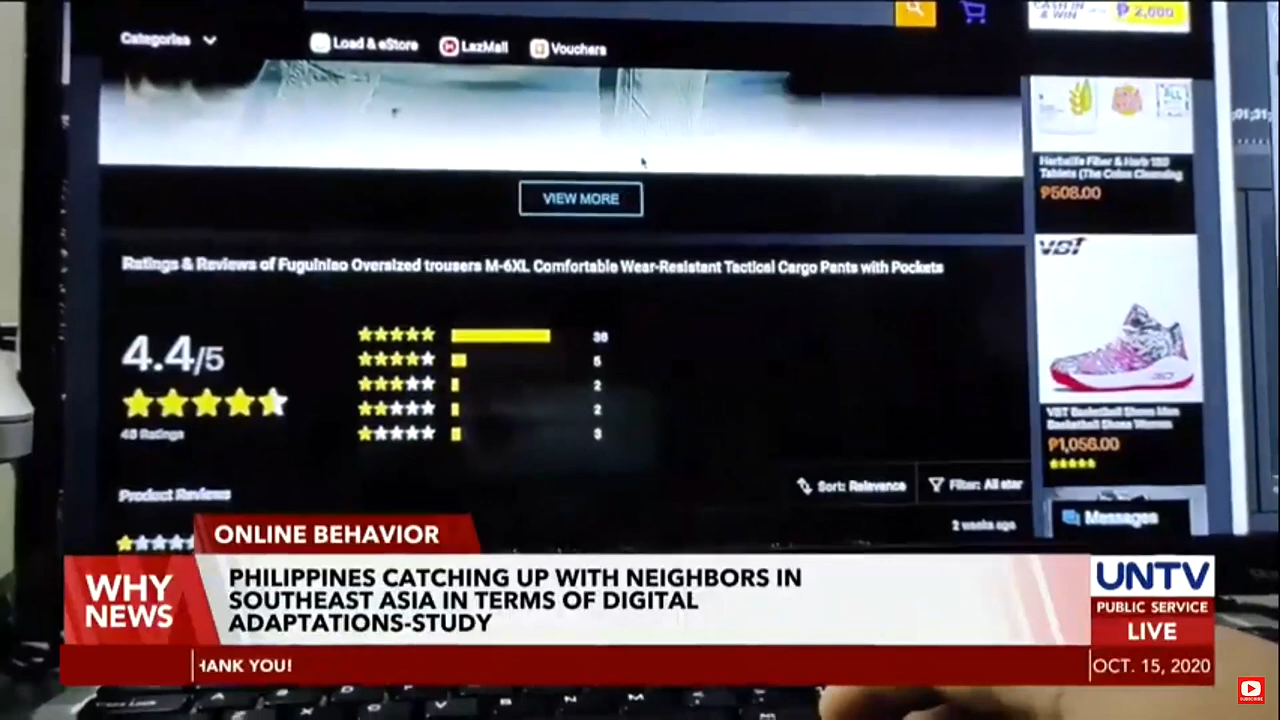 CASH IN
& WIN
₱ 2,000
Categories
Load & eStore
LazMall
Vouchers
VIEW MORE
Herbalife Fiber & Herb 180
Tablets (The Colon Cleansing
₱508.00
Ratings & Reviews of Fuguiniao Oversized trousers M-6XL Comfortable Wear-Resistant Tactical Cargo Pants with Pockets
VST
4.4/5
Ratings
5
2
2
3
VST Basketball Shoes Men
Basketball Shoes Women
₱1,056.00
Product Reviews
Sort: Relevance
Filter: All star
2 weeks ago
Messages
ONLINE BEHAVIOR
WHY
NEWS
PHILIPPINES CATCHING UP WITH NEIGHBORS IN
SOUTHEAST ASIA IN TERMS OF DIGITAL
ADAPTATIONS-STUDY
UNTV
PUBLIC SERVICE
LIVE
HANK YOU!
OCT. 15, 2020
SUBSCRIBE